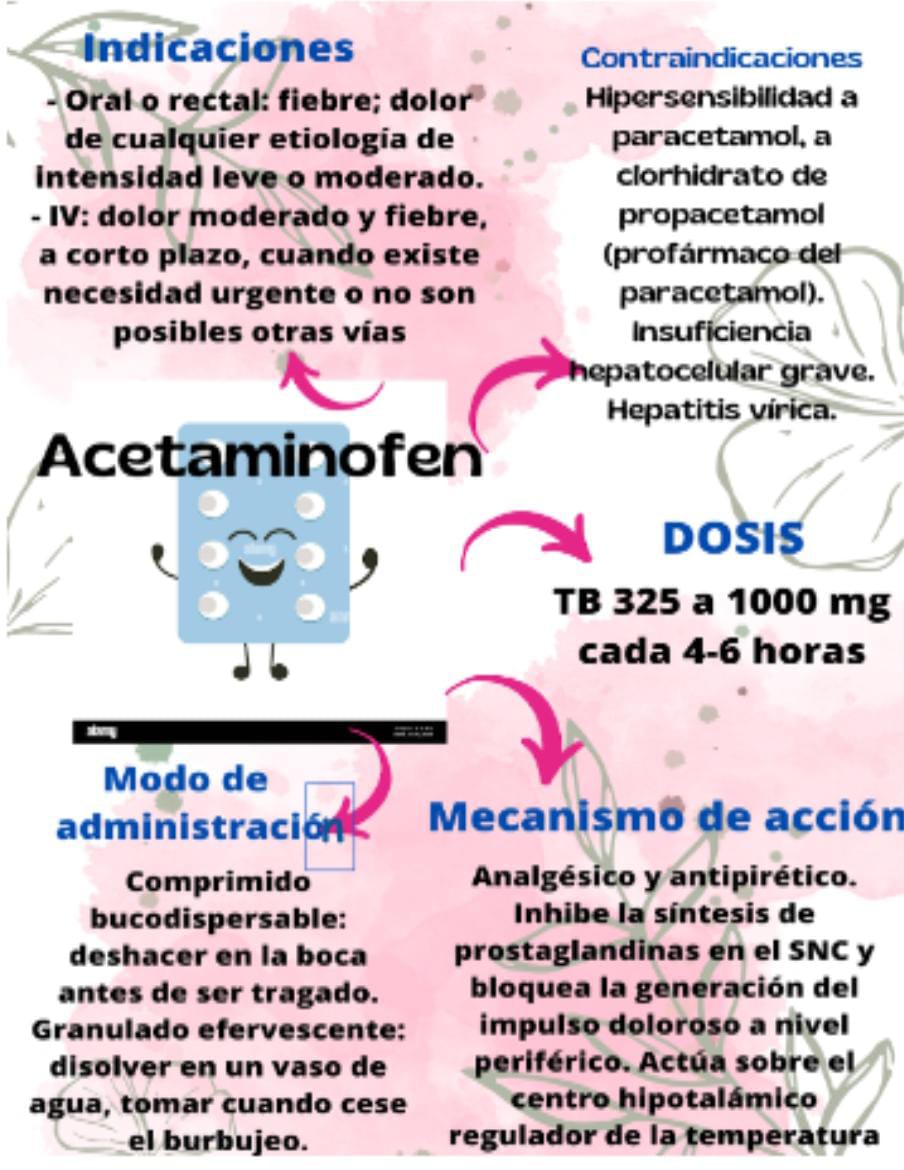 Indicaciones
- Oral o rectal: fiebre; dolor
de cualquier etiología de
intensidad leve o moderado.
- IV: dolor moderado y fiebre,
a corto plazo, cuando existe
necesidad urgente o no son
posibles otras vías
Contraindicaciones
Hipersensibilidad a
paracetamol, a
clorhidrato de
propacetamol
(profármaco del
paracetamol).
Insuficiencia
hepatocelular grave.
Hepatitis vírica.
Acetaminofen
DOSIS
TB 325 a 1000 mg
cada 4-6 horas
alamy
Modo de
administración
Comprimido
bucodispersable:
deshacer en la boca
antes de ser tragado.
Granulado efervescente:
disolver en un vaso de
agua, tomar cuando cese
el burbujeo.
Mecanismo de acción
Analgésico y antipirético.
Inhibe la síntesis de
prostaglandinas en el SNC y
bloquea la generación del
impulso doloroso a nivel
periférico. Actúa sobre el
centro hipotalámico
regulador de la temperatura